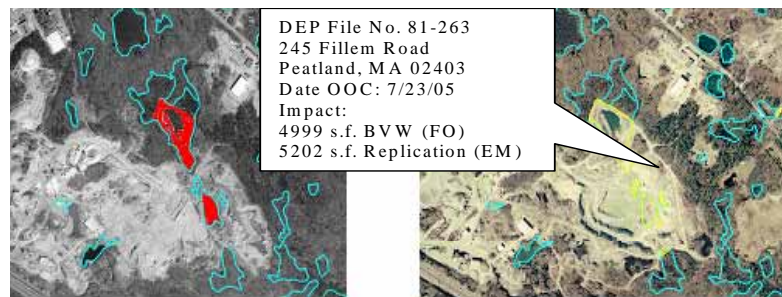 DEP File No. 81-263
245 Fillem Road
Peatland, MA 02403
Date OOC: 7/23/05
Impact:
4999 s.f. BVW (FO)
5202 s.f. Replication (EM)